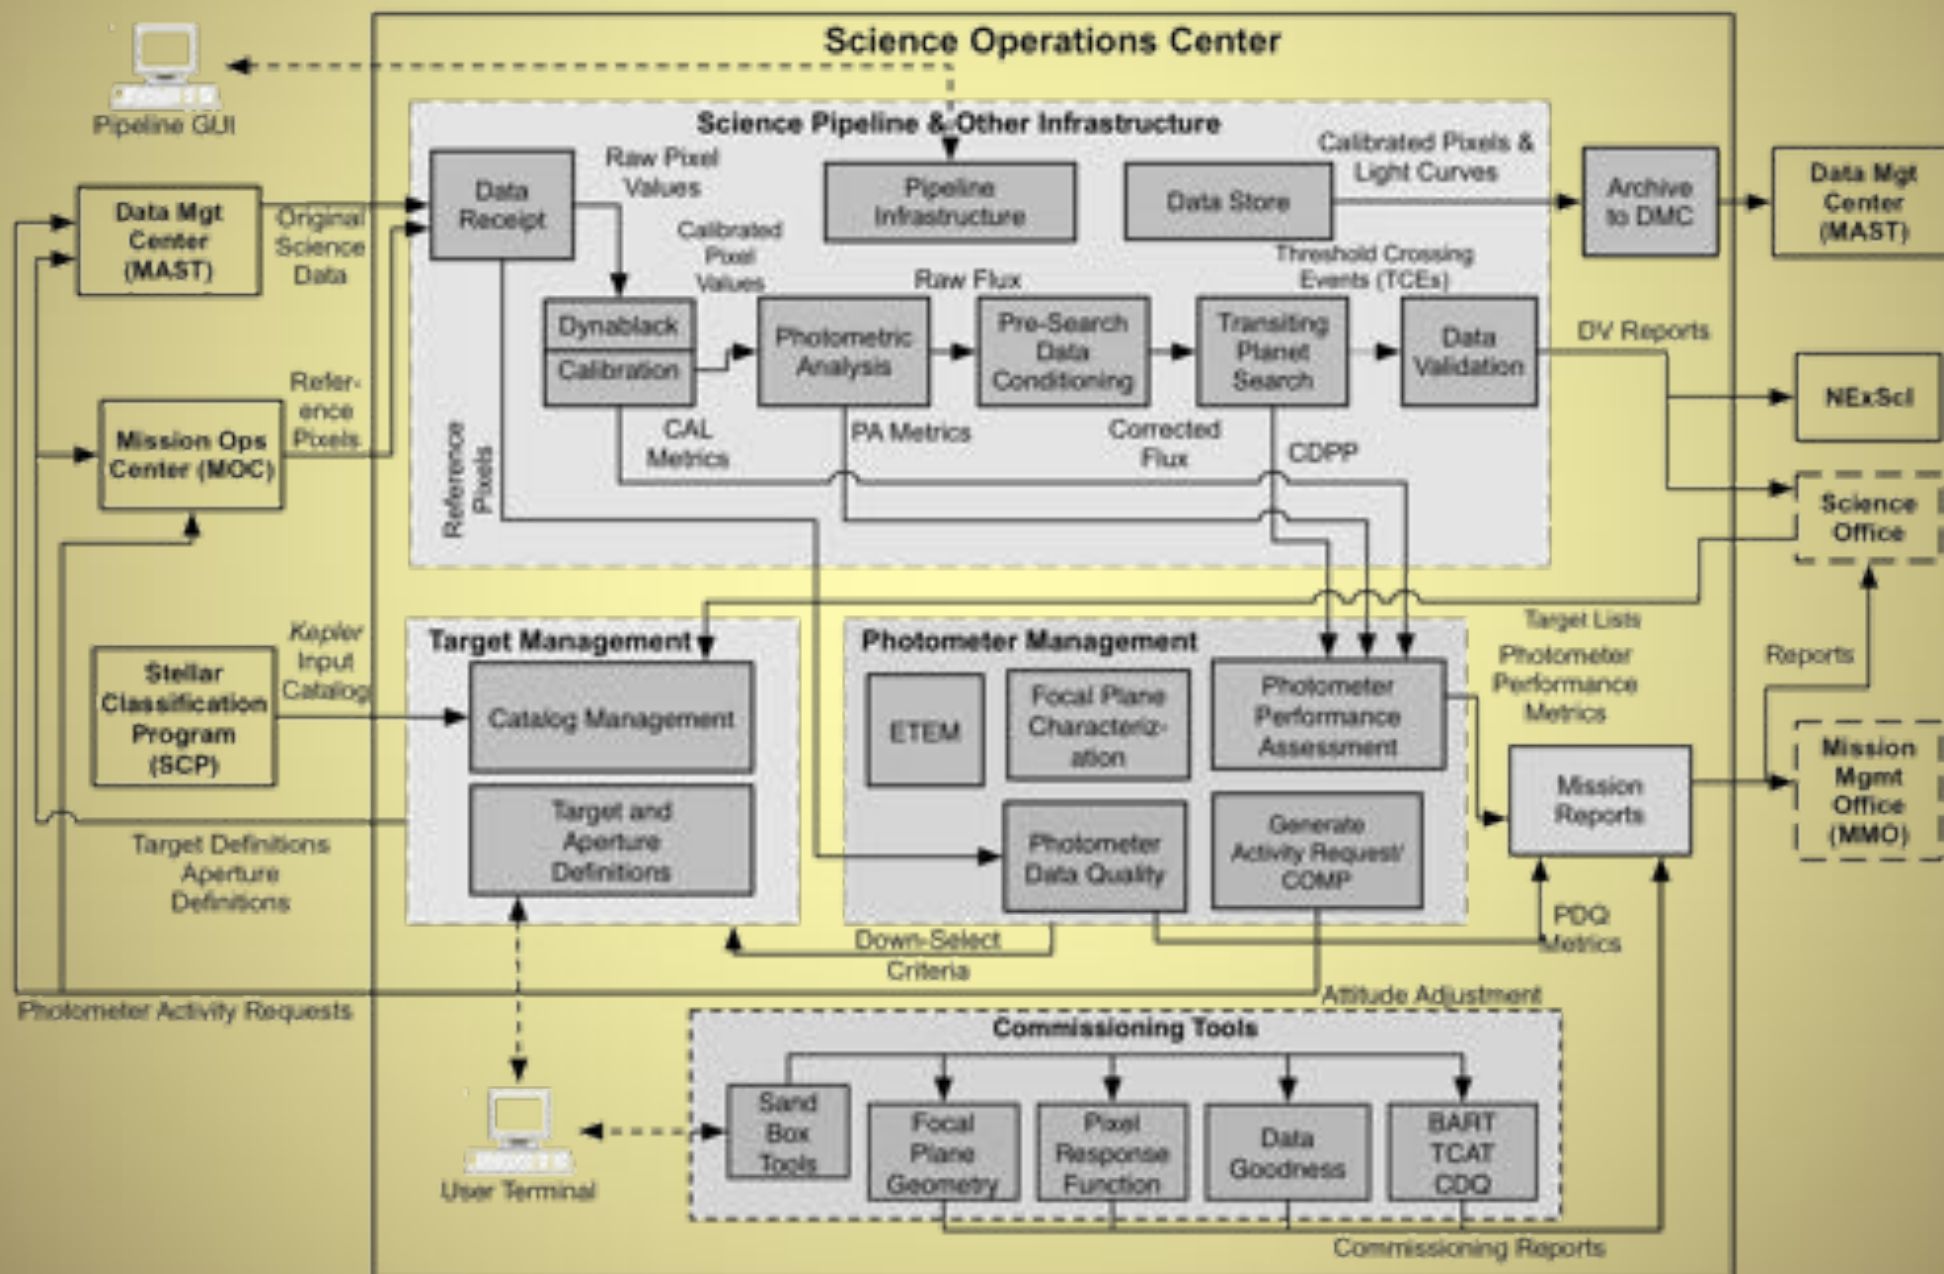 Science Operations Center
Pipeline GUI
Science Pipeline & Other Infrastructure
Data
Receipt
Raw Pixel
Values
Pipeline
Infrastructure
Data Store
Calibrated Pixels &
Light Curves
Archive
to DMC
Data Mgt
Center
(MAST)
Data Mgt
Center
(MAST)
Original
Science
Data
Calibrated
Pixel
Values
Raw Flux
Threshold Crossing
Events (TCEs)
Dynablack
Calibration
Photometric
Analysis
Pre-Search
Data
Conditioning
Transiting
Planet
Search
Data
Validation
DV Reports
NExScI
Mission Ops
Center (MOC)
Refer-
ence
Pixels
Reference
Pixels
CAL
Metrics
PA Metrics
Corrected
Flux
CDPP
Science
Office
Target Lists
Stellar
Classification
Program
(SCP)
Kepler
Input
Catalog
Target Management
Catalog Management
Target and
Aperture
Definitions
Photometer Management
ETEM
Focal Plane
Characteriz-
ation
Photometer
Performance
Assessment
Photometer
Data Quality
Generate
Activity Request/
COMP
Photometer
Performance
Metrics
Reports
Mission
Reports
Mission
Mgmt
Office
(MMO)
Target Definitions
Aperture
Definitions
Down-Select
Criteria
PDQ
Metrics
Photometer Activity Requests
Attitude Adjustment
Commissioning Tools
Sand
Box
Tools
Focal
Plane
Geometry
Pixel
Response
Function
Data
Goodness
BART
TCAT
CDQ
User Terminal
Commissioning Reports